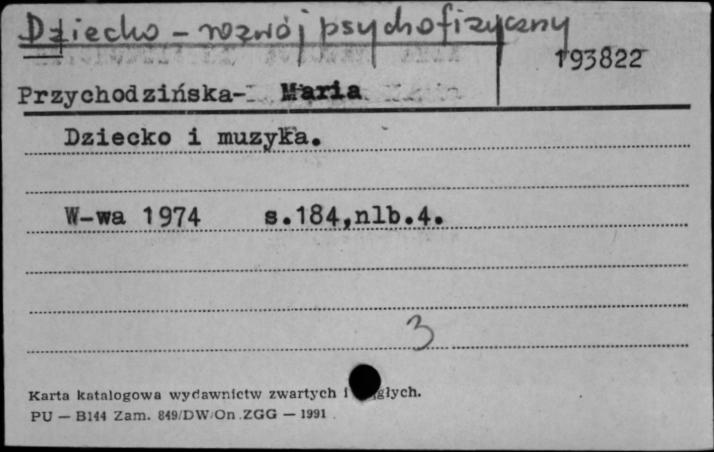 Dziecko - rozwój psychofizyczny
193822
Przychodzińska- Maria
Dziecko i muzyka.
W-wa 1974 s.184,nlb.4.
3
Karta katalogowa wydawnictw zwartych i
PU — B144 Zam. 849/DW/On.ZGG — 1991